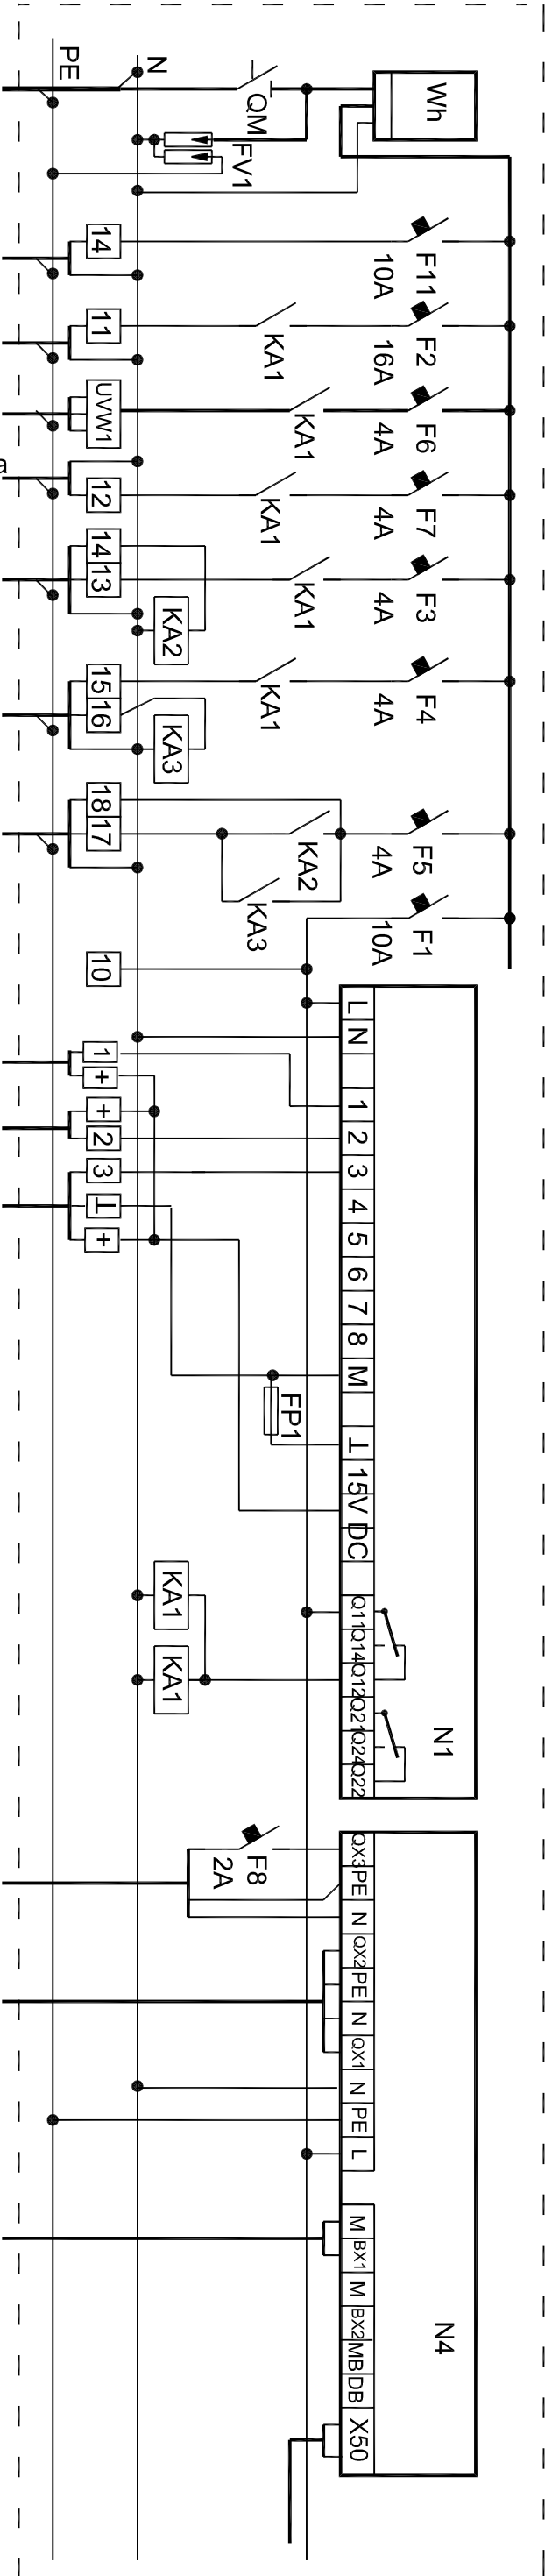 PE
N
QM
Wh
FV1
14
10A
F11
11
KA1
16A
F2
UVW1
KA1
4A
F6
a
12
KA1
4A
F7
14
13
KA2
KA1
4A
F3
15
16
KA3
KA1
4A
F4
18
17
KA2
KA3
4A
F5
10A
F1
10
L
N
1
+
+
2
3
⊥
+
1
2
3
4
5
6
7
8
M
FP1
⊥
15V DC
KA1
KA1
Q11
Q14
Q12
Q21
Q24
Q22
N1
2A
F8
QX3
PE
N
QX2
PE
N
QX1
N
PE
L
M
BX1
M
BX2
MB
DB
X50
N4